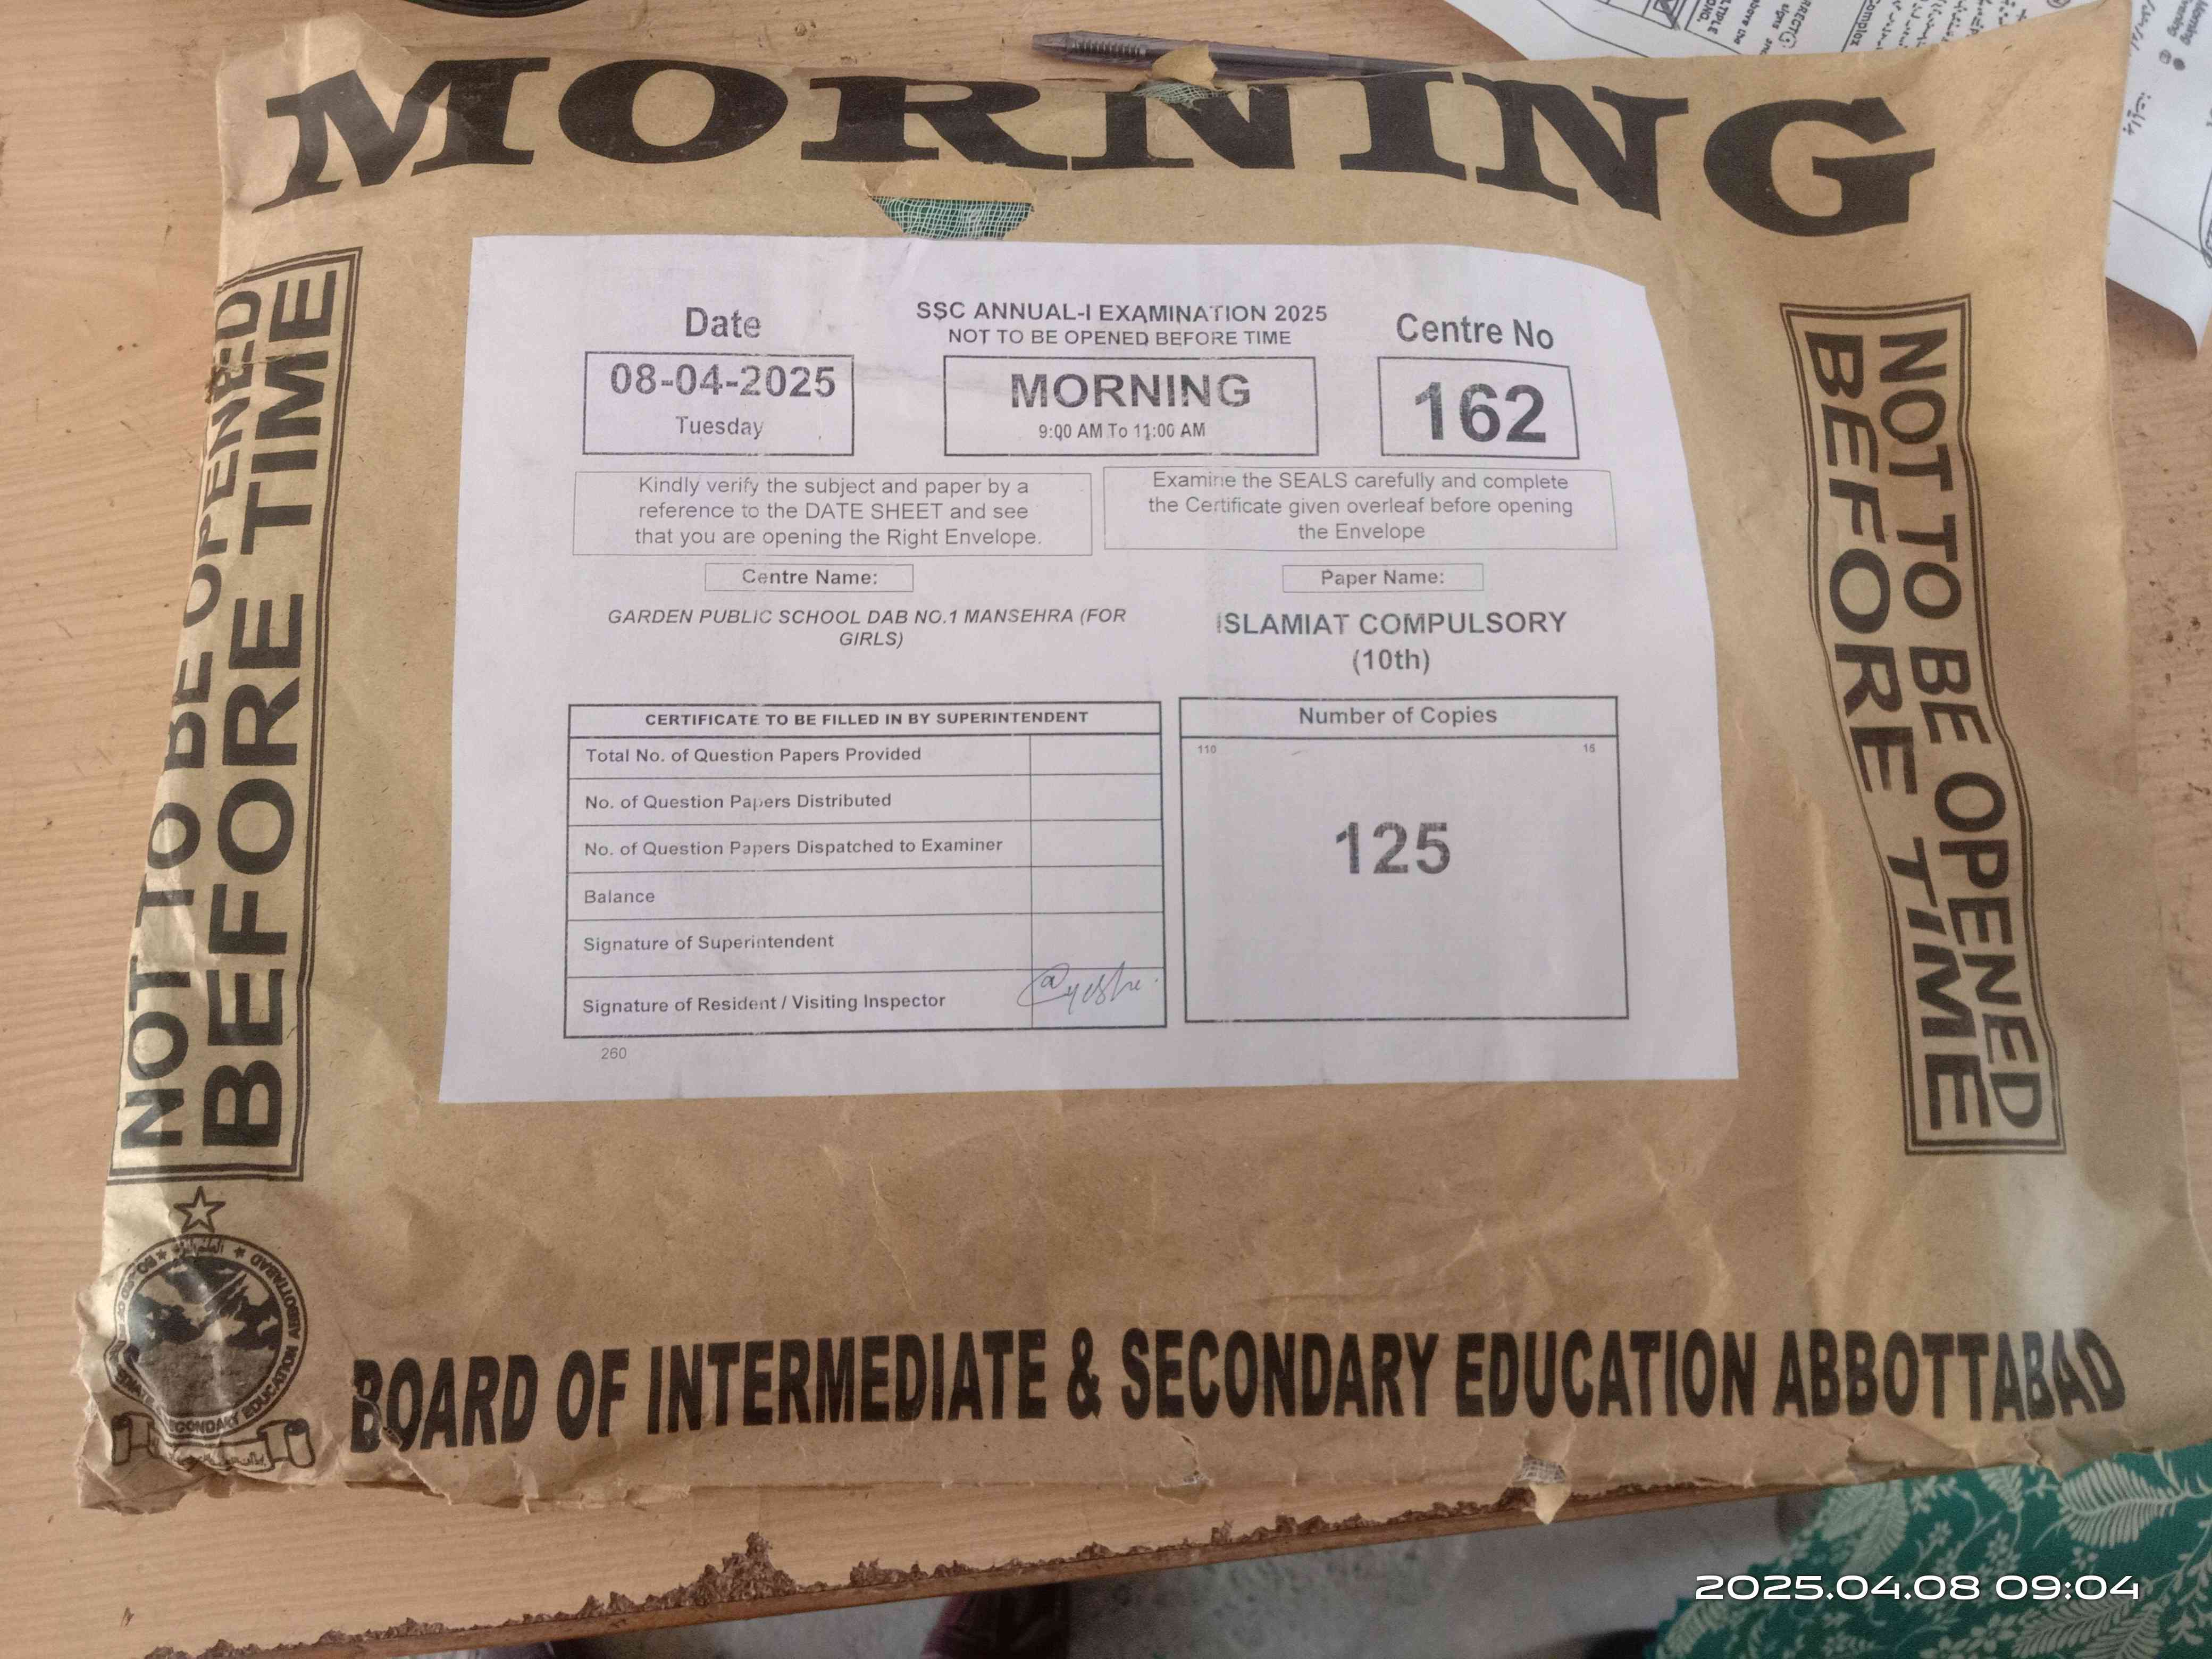 MORNING
NOT TO BE OPENED
BEFORE TIME
Date
08-04-2025
Tuesday
SSC ANNUAL-I EXAMINATION 2025
NOT TO BE OPENED BEFORE TIME
MORNING
9:00 AM To 11:00 AM
Centre No
162
Kindly verify the subject and paper by a
reference to the DATE SHEET and see
that you are opening the Right Envelope.
Examine the SEALS carefully and complete
the Certificate given overleaf before opening
the Envelope
Centre Name:
GARDEN PUBLIC SCHOOL DAB NO.1 MANSEHRA (FOR
GIRLS)
Paper Name:
ISLAMIAT COMPULSORY
(10th)
CERTIFICATE TO BE FILLED IN BY SUPERINTENDENT
Total No. of Question Papers Provided
No. of Question Papers Distributed
No. of Question Papers Dispatched to Examiner
Balance
Signature of Superintendent
Signature of Resident / Visiting Inspector
Number of Copies
110 15
125
260
NOT TO BE OPENED
BEFORE TIME
ABBOTTABAD
SECONDARY EDUCATION
BOARD OF INTERMEDIATE & SECONDARY EDUCATION ABBOTTABAD
2025.04.08 09:04